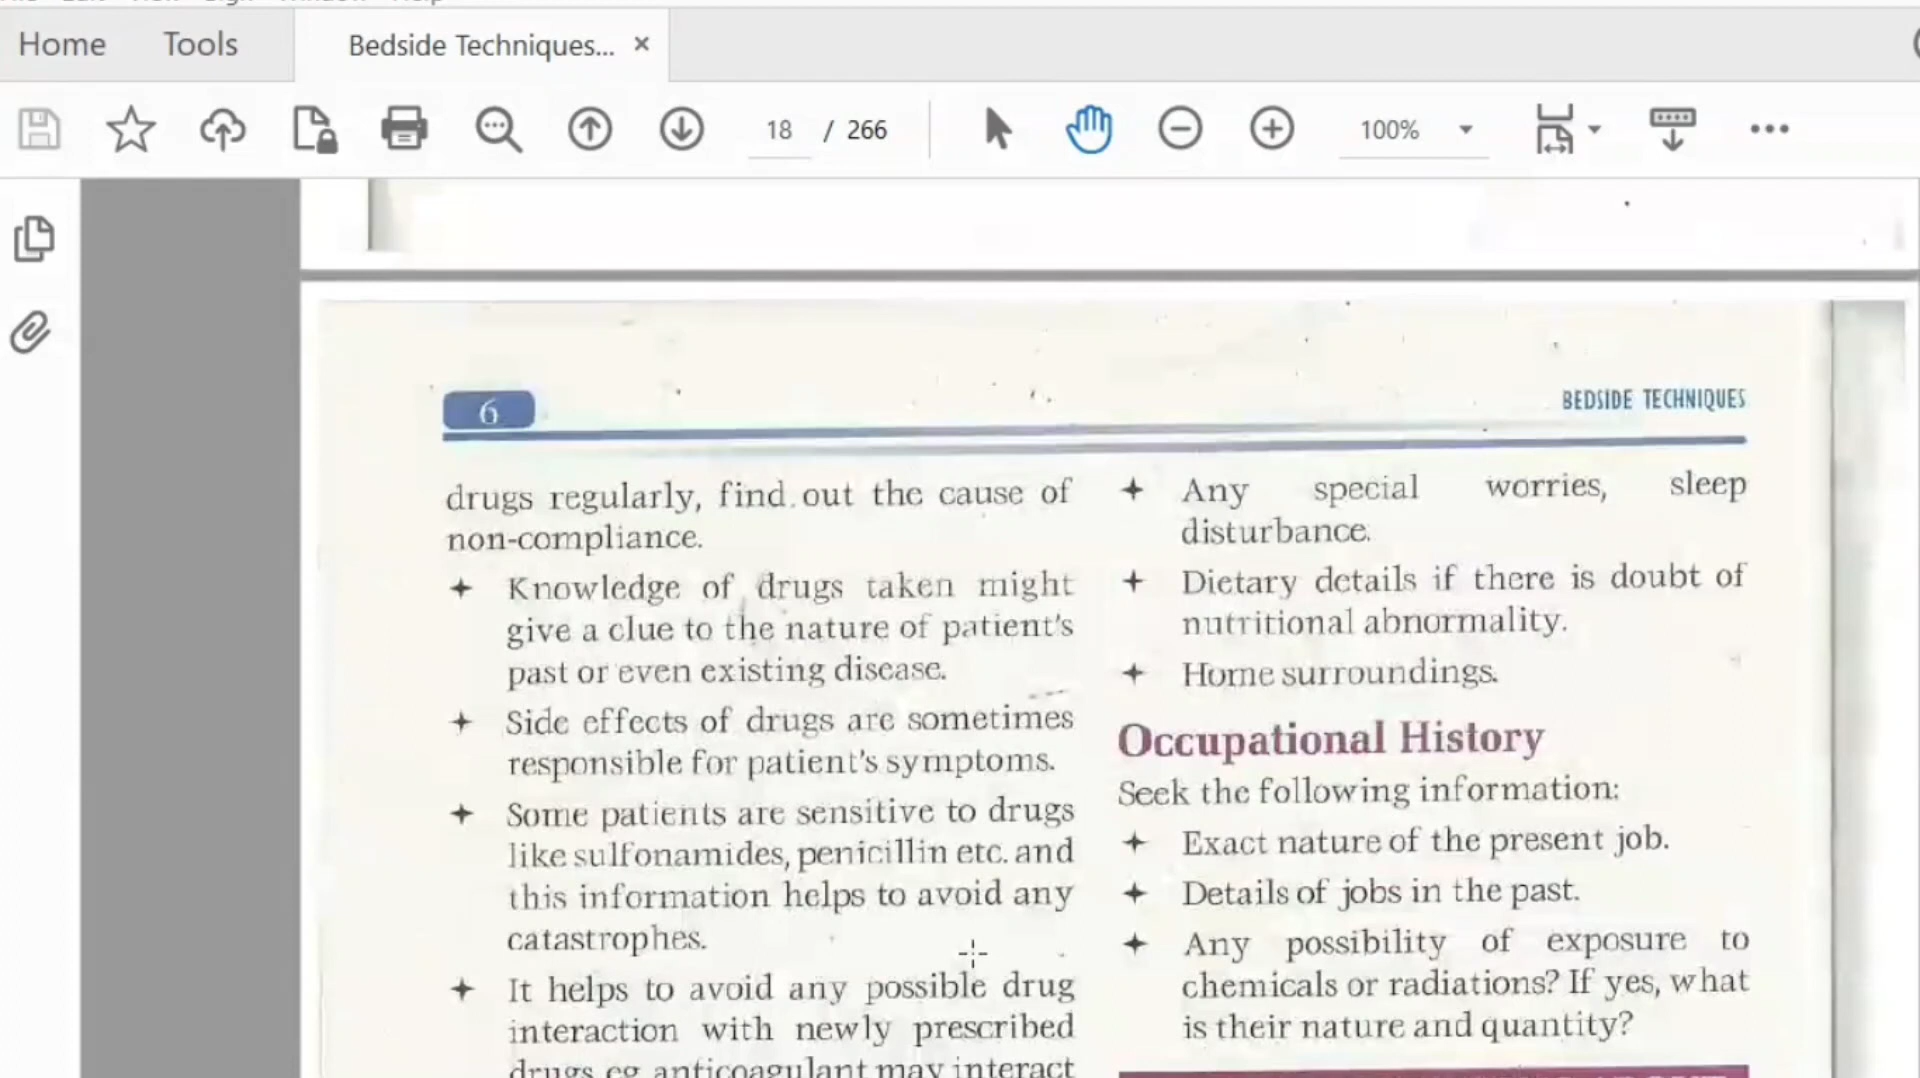 Home Tools Bedside Techniques... ×
18 / 266 100%
6
BEDSIDE TECHNIQUES
drugs regularly, find out the cause of
non-compliance.
✦ Knowledge of drugs taken might
give a clue to the nature of patient's
past or even existing disease.
✦ Side effects of drugs are sometimes
responsible for patient's symptoms.
✦ Some patients are sensitive to drugs
like sulfonamides, penicillin etc. and
this information helps to avoid any
catastrophes.
✦ It helps to avoid any possible drug
interaction with newly prescribed
drugs eg anticoagulant may interact
✦ Any special worries, sleep
disturbance.
✦ Dietary details if there is doubt of
nutritional abnormality.
✦ Home surroundings.
Occupational History
Seek the following information:
✦ Exact nature of the present job.
✦ Details of jobs in the past.
✦ Any possibility of exposure to
chemicals or radiations? If yes, what
is their nature and quantity?